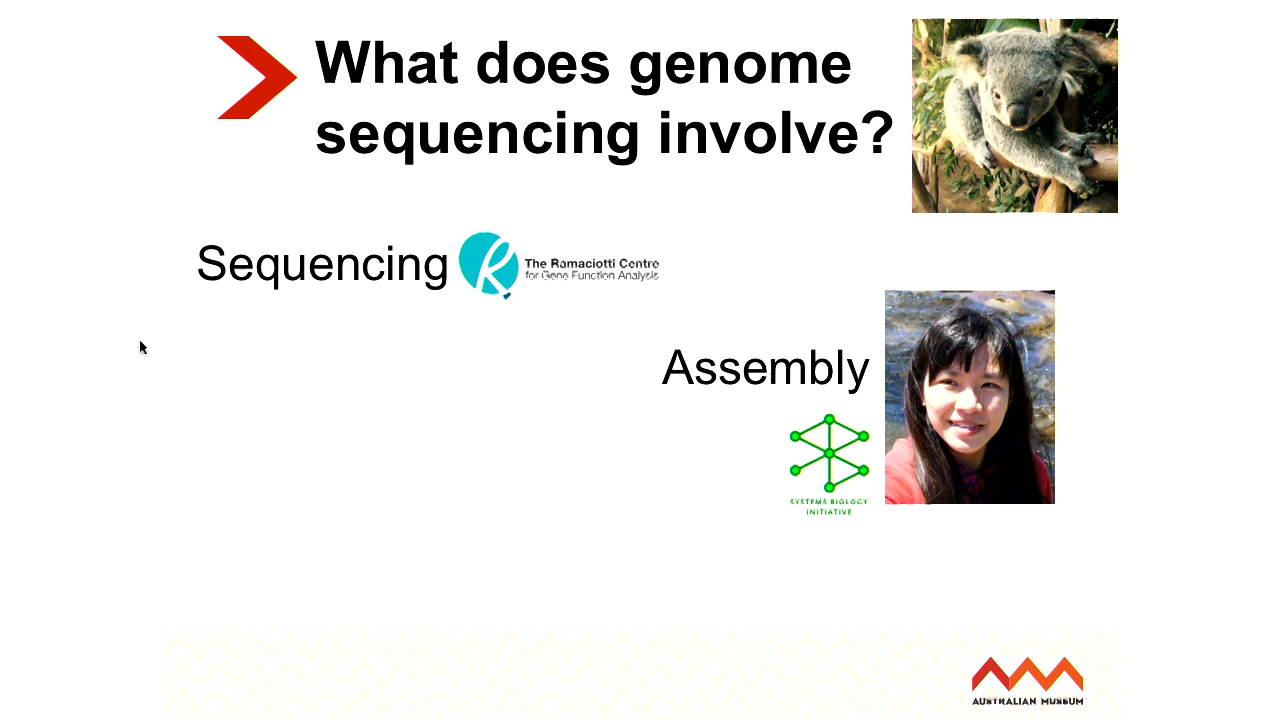 What does genome
sequencing involve?
Sequencing
The Ramaciotti Centre
for Gene Function Analysis
Assembly
SYSTEMS BIOLOGY
INITIATIVE
AUSTRALIAN MUSEUM